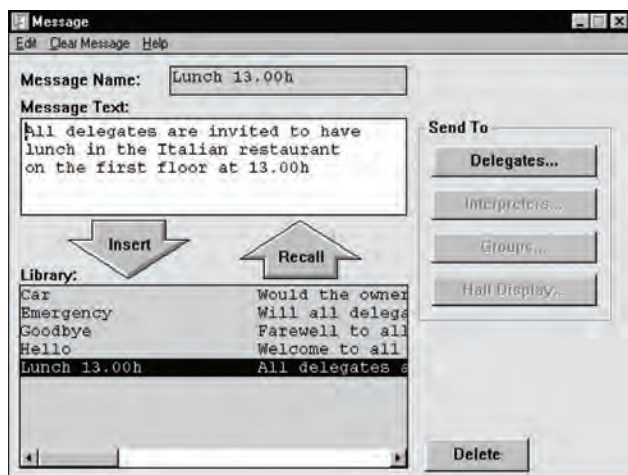 Message
Edit Clear Message Help
Message Name: Lunch 13.00h
Message Text:
All delegates are invited to have
lunch in the Italian restaurant
on the first floor at 13.00h
Send To
Delegates...
Interpreters...
Groups...
Hall Display...
Insert
Recall
Library:
Car Would the owner
Emergency Will all delega
Goodbye Farewell to all
Hello Welcome to all
Lunch 13.00h All delegates a
Delete